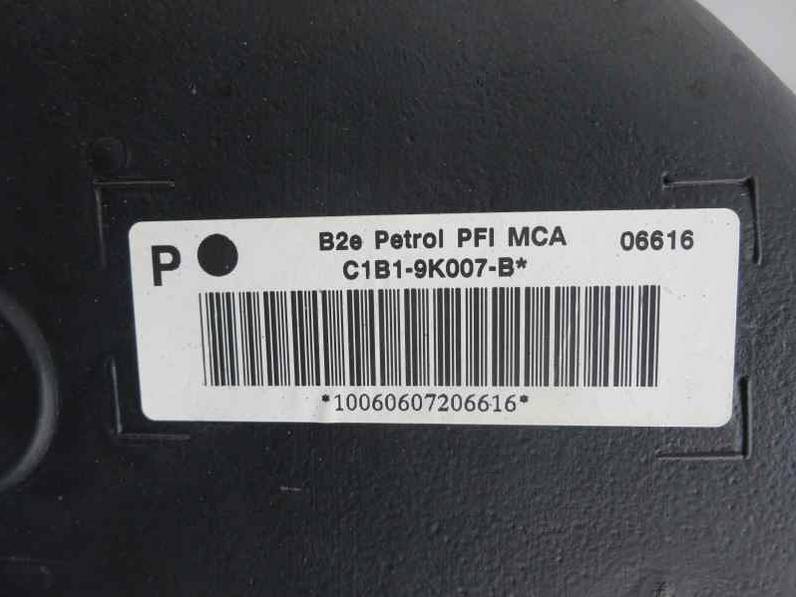 P B2e Petrol PFI MCA 06616
C1B1-9K007-B*
*10060607206616*